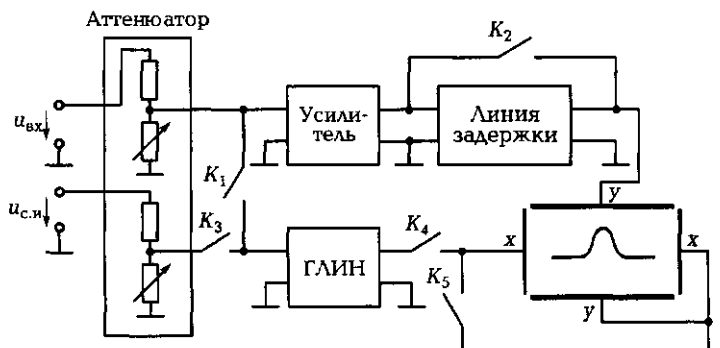 Аттенюатор
K₂
uвх
Усили-
тель
Линия
задержки
K₁
uс.и
K₃
K₄
ГЛИН
K₅
y
x
x
y